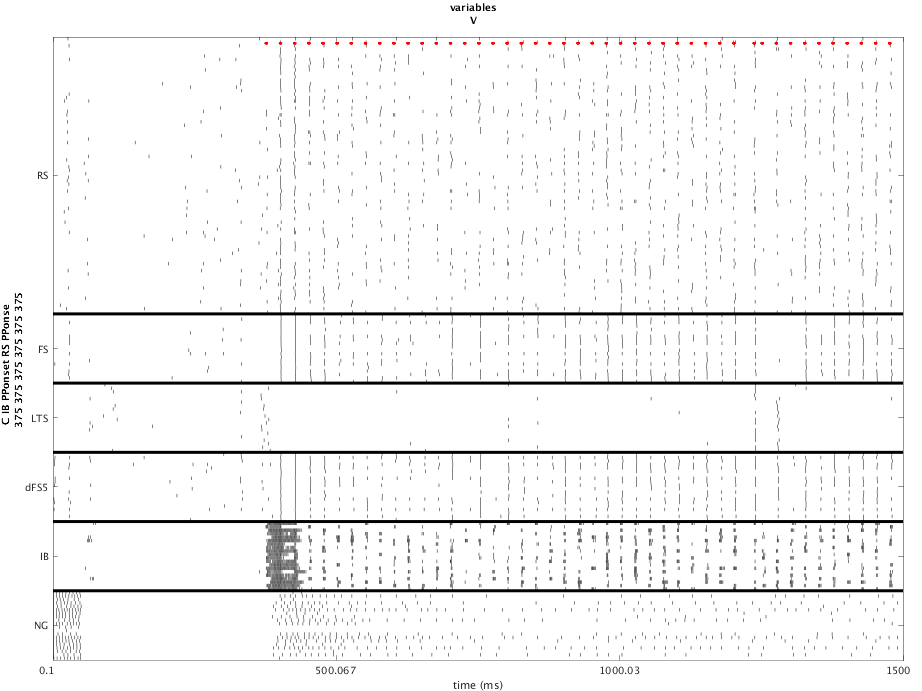 variables
V
C IB PPonset RS PPonse
375 375 375 375 375 375
RS
FS
LTS
dFS5
IB
NG
0.1
500.067
1000.03
1500
time (ms)